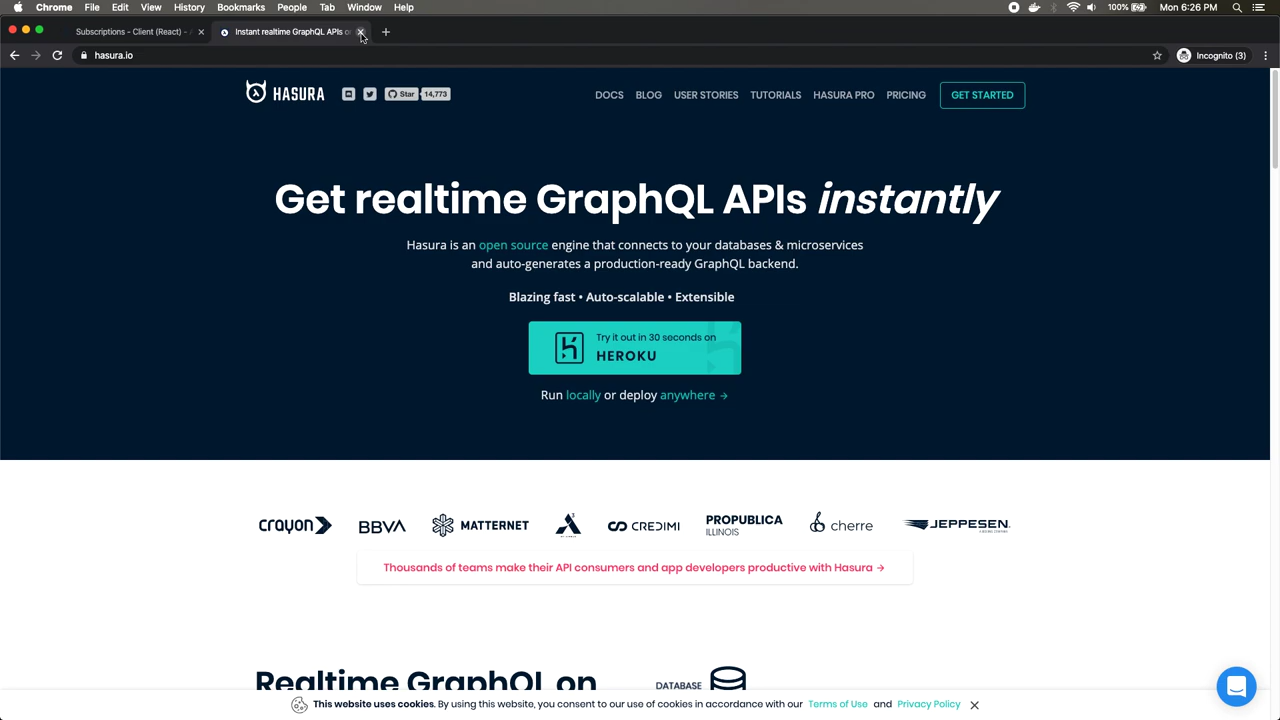 Chrome File Edit View History Bookmarks People Tab Window Help
100% Mon 6:26 PM
Subscriptions - Client (React) - A
Instant realtime GraphQL APIs o
hasura.io
Incognito (3)
HASURA
Star 14,773
DOCS BLOG USER STORIES TUTORIALS HASURA PRO PRICING GET STARTED
Get realtime GraphQL APIs instantly
Hasura is an open source engine that connects to your databases & microservices
and auto-generates a production-ready GraphQL backend.
Blazing fast • Auto-scalable • Extensible
Try it out in 30 seconds on
HEROKU
Run locally or deploy anywhere →
crayon BBVA MATTERNET CREDIMI PROPUBLICA cherre JEPPESEN
ILLINOIS
Thousands of teams make their API consumers and app developers productive with Hasura →
Realtime GraphQL on
DATABASE
This website uses cookies. By using this website, you consent to our use of cookies in accordance with our Terms of Use and Privacy Policy